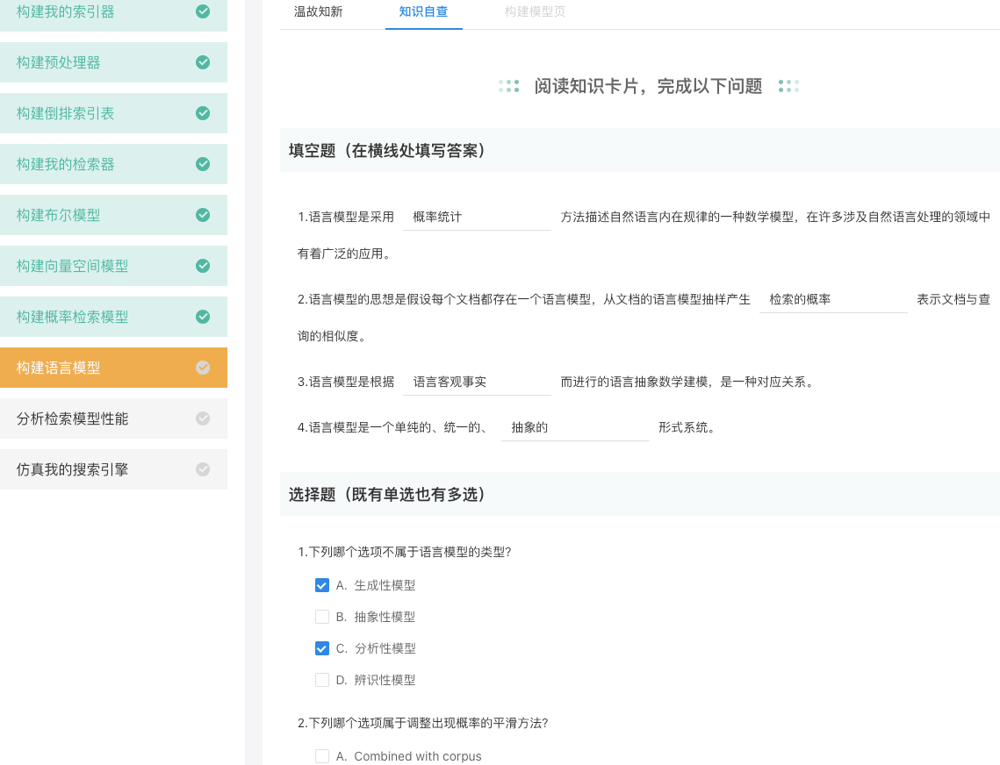 构建我的索引器
构建预处理器
构建倒排索引表
构建我的检索器
构建布尔模型
构建向量空间模型
构建概率检索模型
构建语言模型
分析检索模型性能
仿真我的搜索引擎
温故知新 知识自查 构建模型页
阅读知识卡片，完成以下问题
填空题（在横线处填写答案）
1.语言模型是采用 概率统计 方法描述自然语言内在规律的一种数学模型，在许多涉及自然语言处理的领域中
有着广泛的应用。
2.语言模型的思想是假设每个文档都存在一个语言模型，从文档的语言模型抽样产生 检索的概率 表示文档与查
询的相似度。
3.语言模型是根据 语言客观事实 而进行的语言抽象数学建模，是一种对应关系。
4.语言模型是一个单纯的、统一的、 抽象的 形式系统。
选择题（既有单选也有多选）
1.下列哪个选项不属于语言模型的类型?
A. 生成性模型
B. 抽象性模型
C. 分析性模型
D. 辨识性模型
2.下列哪个选项属于调整出现概率的平滑方法?
A. Combined with corpus